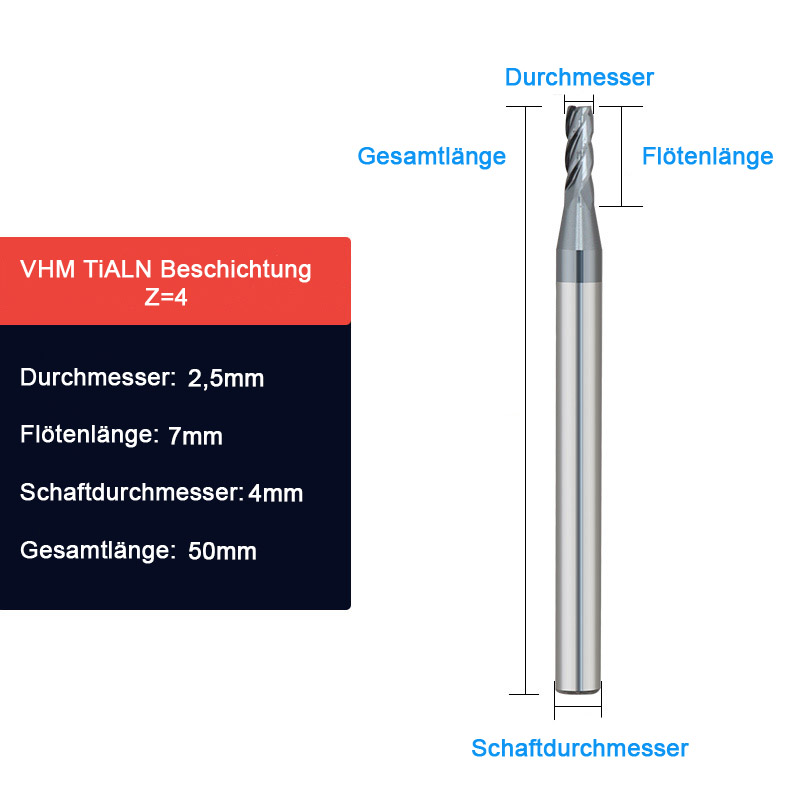 Durchmesser
Gesamtlänge
Flötenlänge
VHM TiALN Beschichtung
Z=4
Durchmesser: 2,5mm
Flötenlänge: 7mm
Schaftdurchmesser: 4mm
Gesamtlänge: 50mm
Schaftdurchmesser